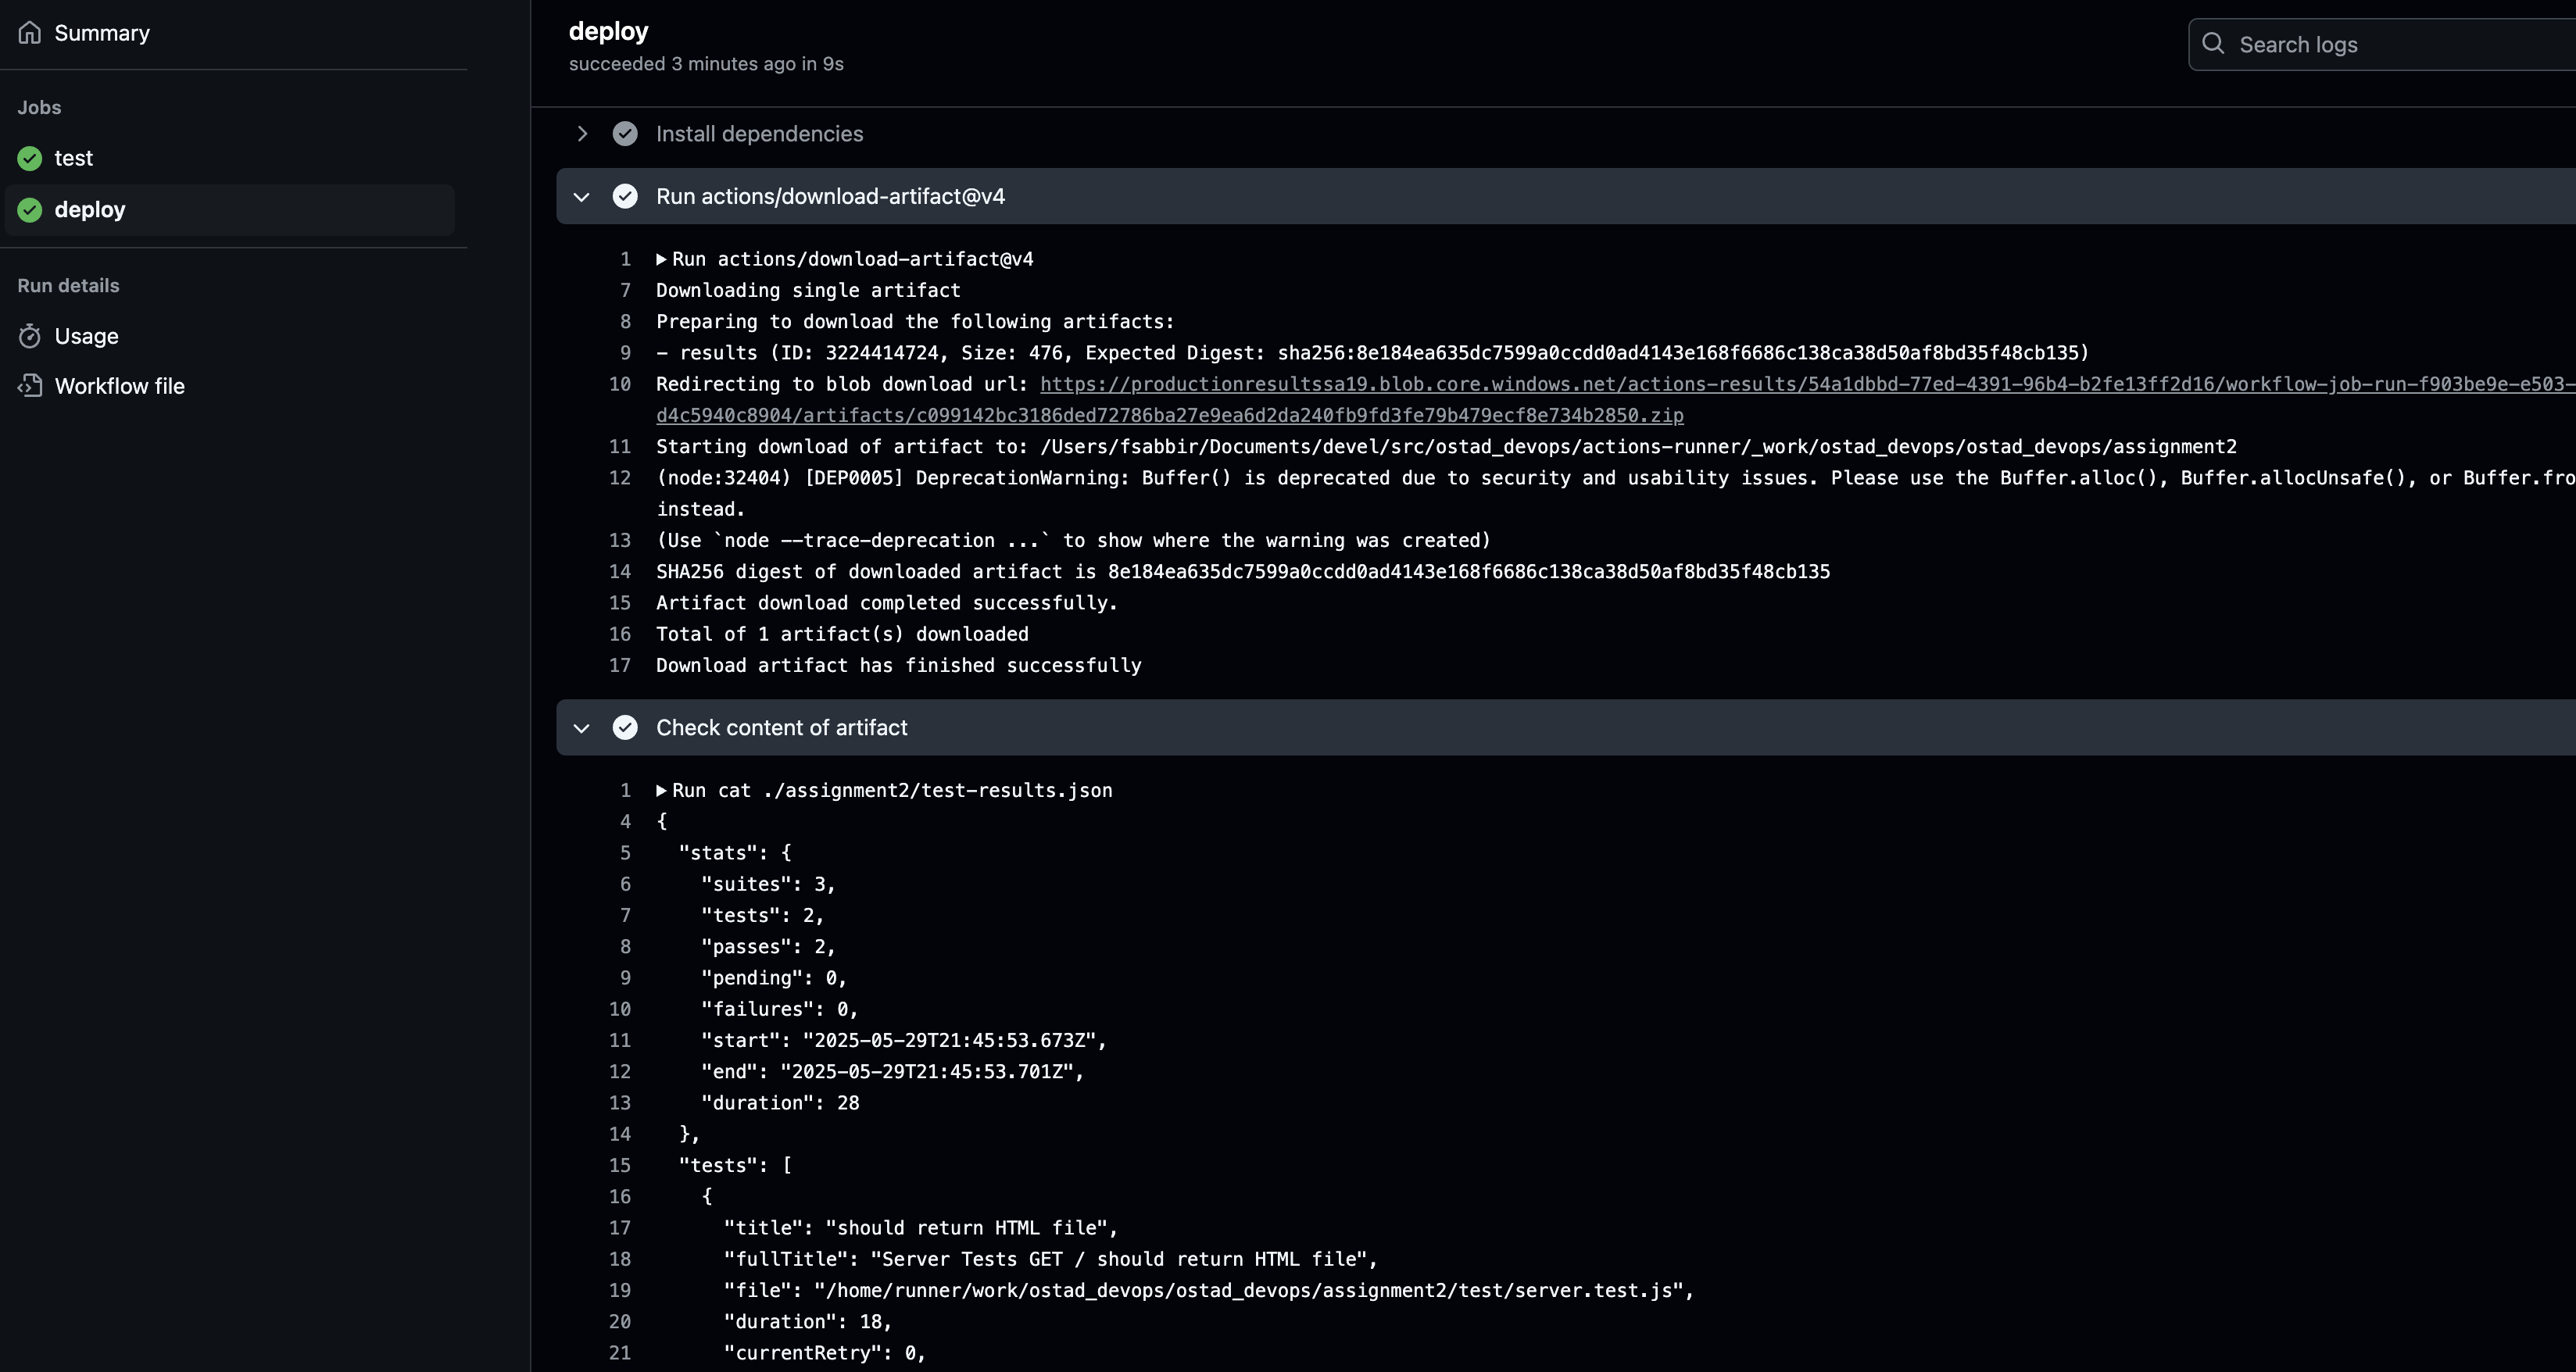 Summary
Jobs
test
deploy
Run details
Usage
Workflow file
deploy
succeeded 3 minutes ago in 9s
Search logs
Install dependencies
Run actions/download-artifact@v4
1 Run actions/download-artifact@v4
7 Downloading single artifact
8 Preparing to download the following artifacts:
9 - results (ID: 3224414724, Size: 476, Expected Digest: sha256:8e184ea635dc7599a0ccdd0ad4143e168f6686c138ca38d50af8bd35f48cb135)
10 Redirecting to blob download url: https://productionresultssa19.blob.core.windows.net/actions-results/54a1dbbd-77ed-4391-96b4-b2fe13ff2d16/workflow-job-run-f903be9e-e503-
d4c5940c8904/artifacts/c099142bc3186ded72786ba27e9ea6d2da240fb9fd3fe79b479ecf8e734b2850.zip
11 Starting download of artifact to: /Users/fsabbir/Documents/devel/src/ostad_devops/actions-runner/_work/ostad_devops/ostad_devops/assignment2
12 (node:32404) [DEP0005] DeprecationWarning: Buffer() is deprecated due to security and usability issues. Please use the Buffer.alloc(), Buffer.allocUnsafe(), or Buffer.fro
instead.
13 (Use `node --trace-deprecation ...` to show where the warning was created)
14 SHA256 digest of downloaded artifact is 8e184ea635dc7599a0ccdd0ad4143e168f6686c138ca38d50af8bd35f48cb135
15 Artifact download completed successfully.
16 Total of 1 artifact(s) downloaded
17 Download artifact has finished successfully
Check content of artifact
1 Run cat ./assignment2/test-results.json
4 {
5 "stats": {
6 "suites": 3,
7 "tests": 2,
8 "passes": 2,
9 "pending": 0,
10 "failures": 0,
11 "start": "2025-05-29T21:45:53.673Z",
12 "end": "2025-05-29T21:45:53.701Z",
13 "duration": 28
14 },
15 "tests": [
16 {
17 "title": "should return HTML file",
18 "fullTitle": "Server Tests GET / should return HTML file",
19 "file": "/home/runner/work/ostad_devops/ostad_devops/assignment2/test/server.test.js",
20 "duration": 18,
21 "currentRetry": 0,